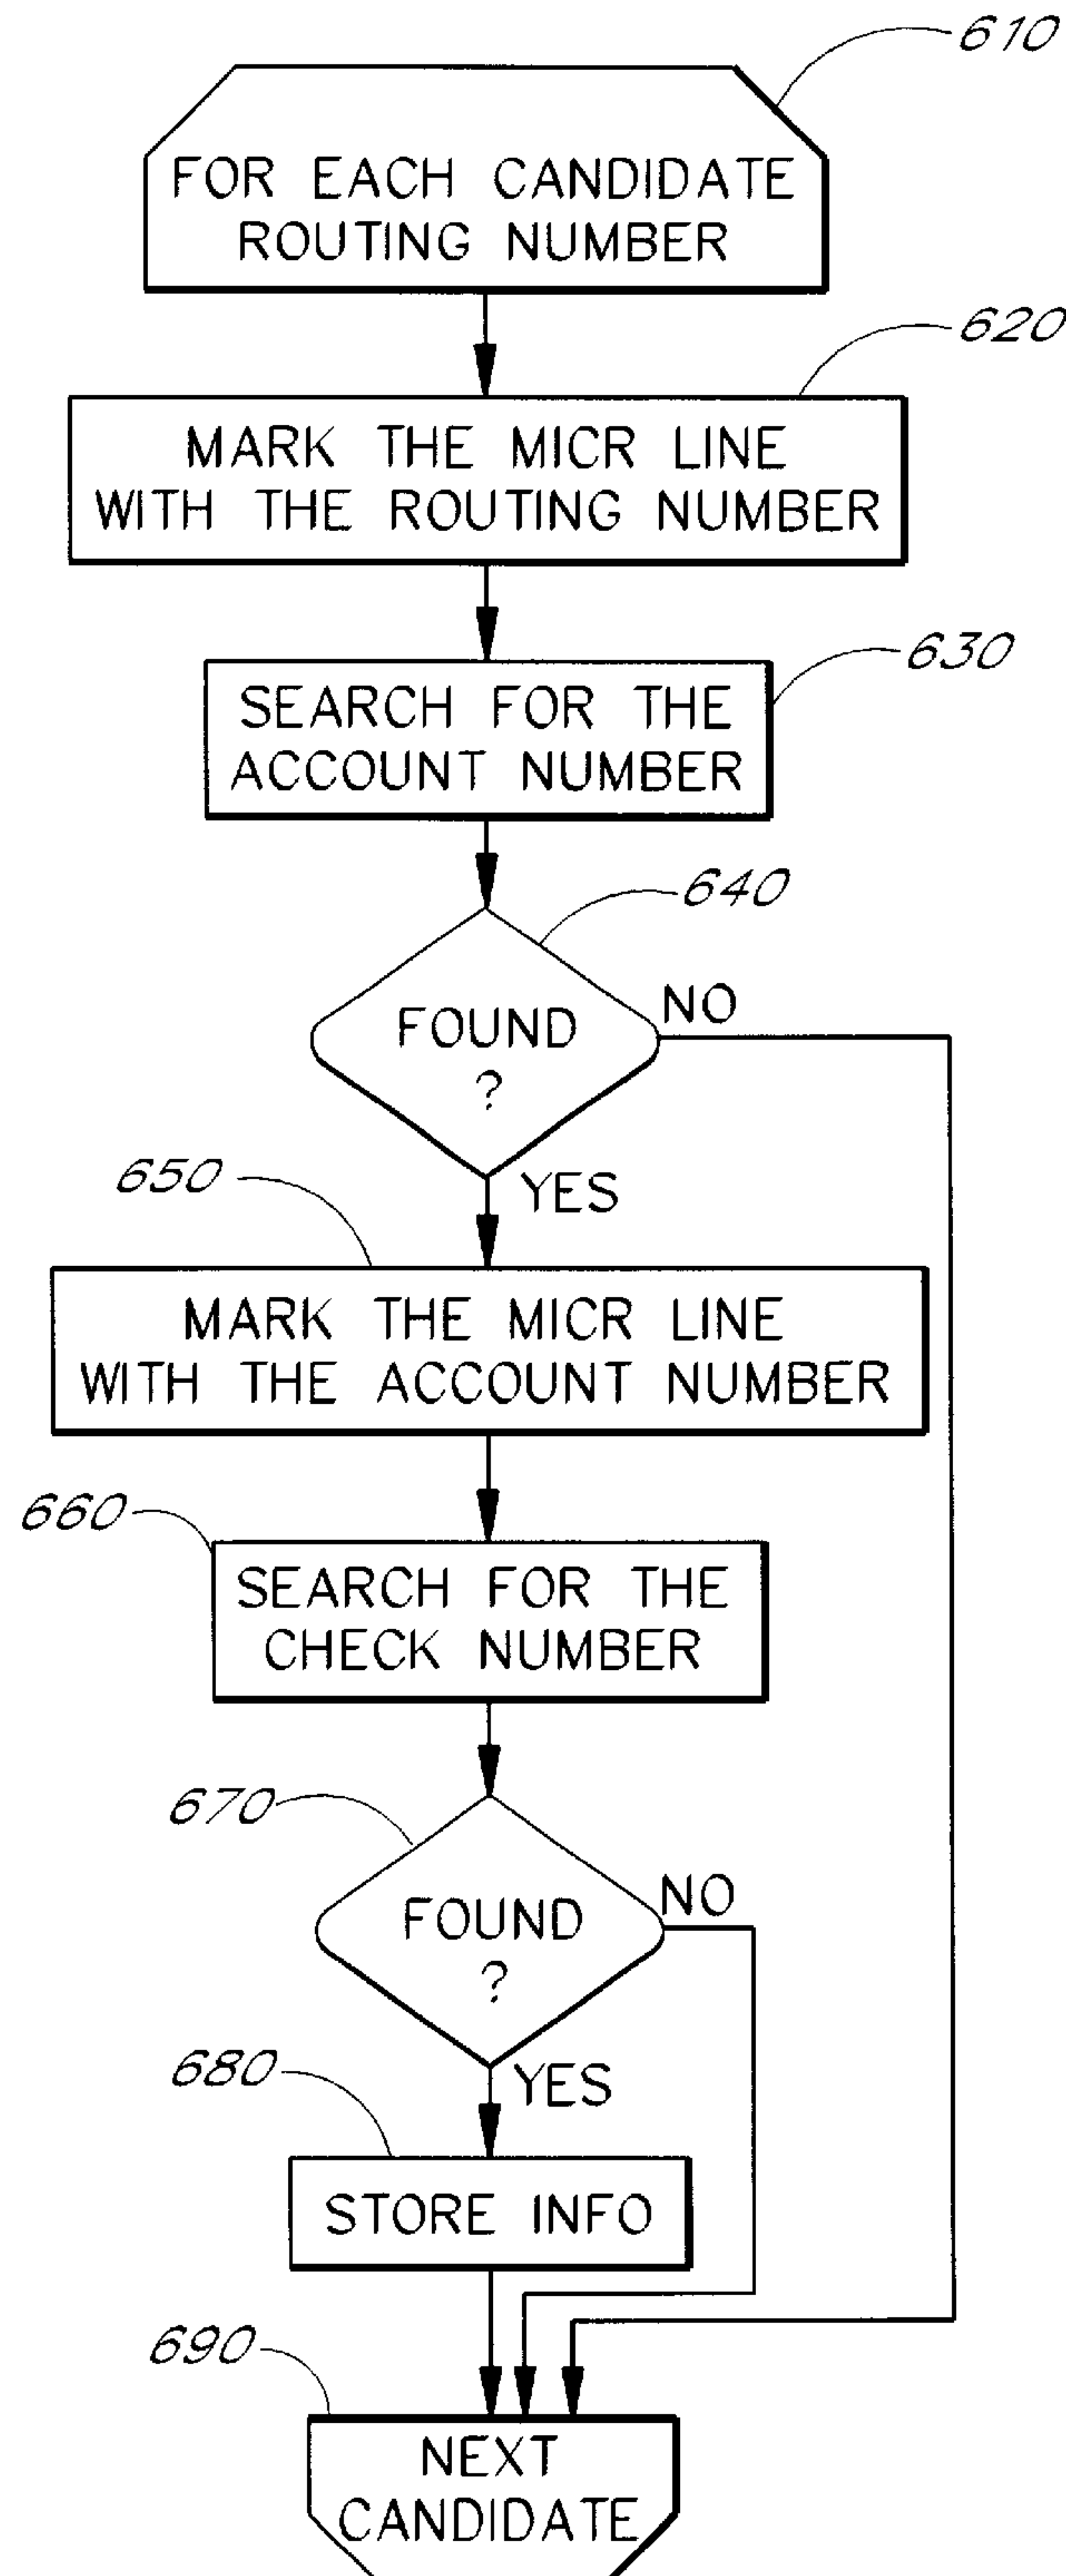 610
FOR EACH CANDIDATE
ROUTING NUMBER
620
MARK THE MICR LINE
WITH THE ROUTING NUMBER
630
SEARCH FOR THE
ACCOUNT NUMBER
640
FOUND
?
NO
YES
650
MARK THE MICR LINE
WITH THE ACCOUNT NUMBER
660
SEARCH FOR THE
CHECK NUMBER
670
FOUND
?
NO
YES
680
STORE INFO
690
NEXT
CANDIDATE